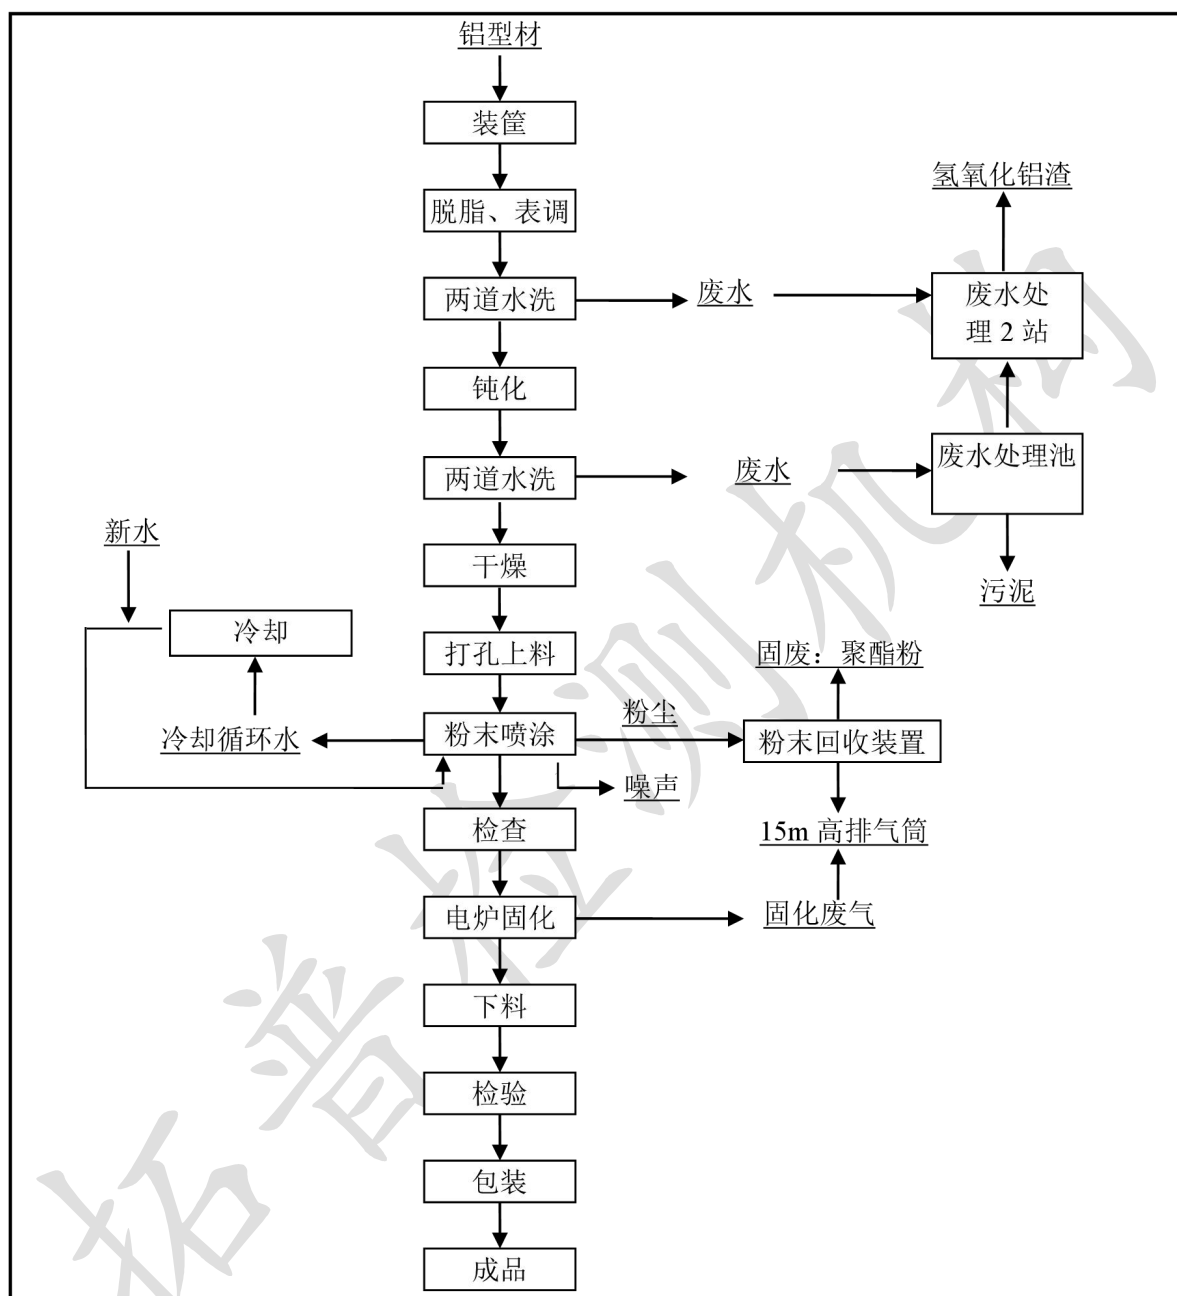 铝型材
装筐
氢氧化铝渣
脱脂、表调
两道水洗
废水
废水处
理 2 站
钝化
两道水洗
废水
废水处理池
新水
干燥
污泥
冷却
打孔上料
固废：聚酯粉
粉尘
冷却循环水
粉末喷涂
粉末回收装置
噪声
检查
15m 高排气筒
电炉固化
固化废气
下料
检验
包装
成品
拓普检测机构